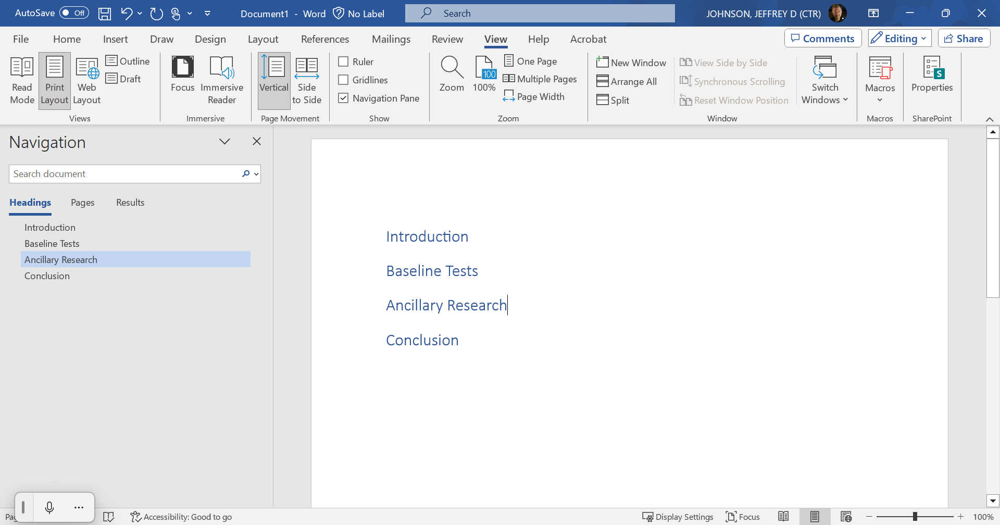 AutoSave Off Document1 - Word No Label Search JOHNSON, JEFFREY D (CTR)
File Home Insert Draw Design Layout References Mailings Review View Help Acrobat Comments Editing Share
Read Mode
Print Layout
Web Layout
Outline
Draft
Views
Focus
Immersive Reader
Immersive
Vertical
Side to Side
Page Movement
Ruler
Gridlines
Navigation Pane
Show
Zoom
100
100%
One Page
Multiple Pages
Page Width
Zoom
New Window
Arrange All
Split
View Side by Side
Synchronous Scrolling
Reset Window Position
Switch Windows
Window
Macros
Macros
S
Properties
SharePoint
Navigation
Search document
Headings Pages Results
Introduction
Baseline Tests
Ancillary Research
Conclusion
Introduction
Baseline Tests
Ancillary Research
Conclusion
Accessibility: Good to go Display Settings Focus 100%